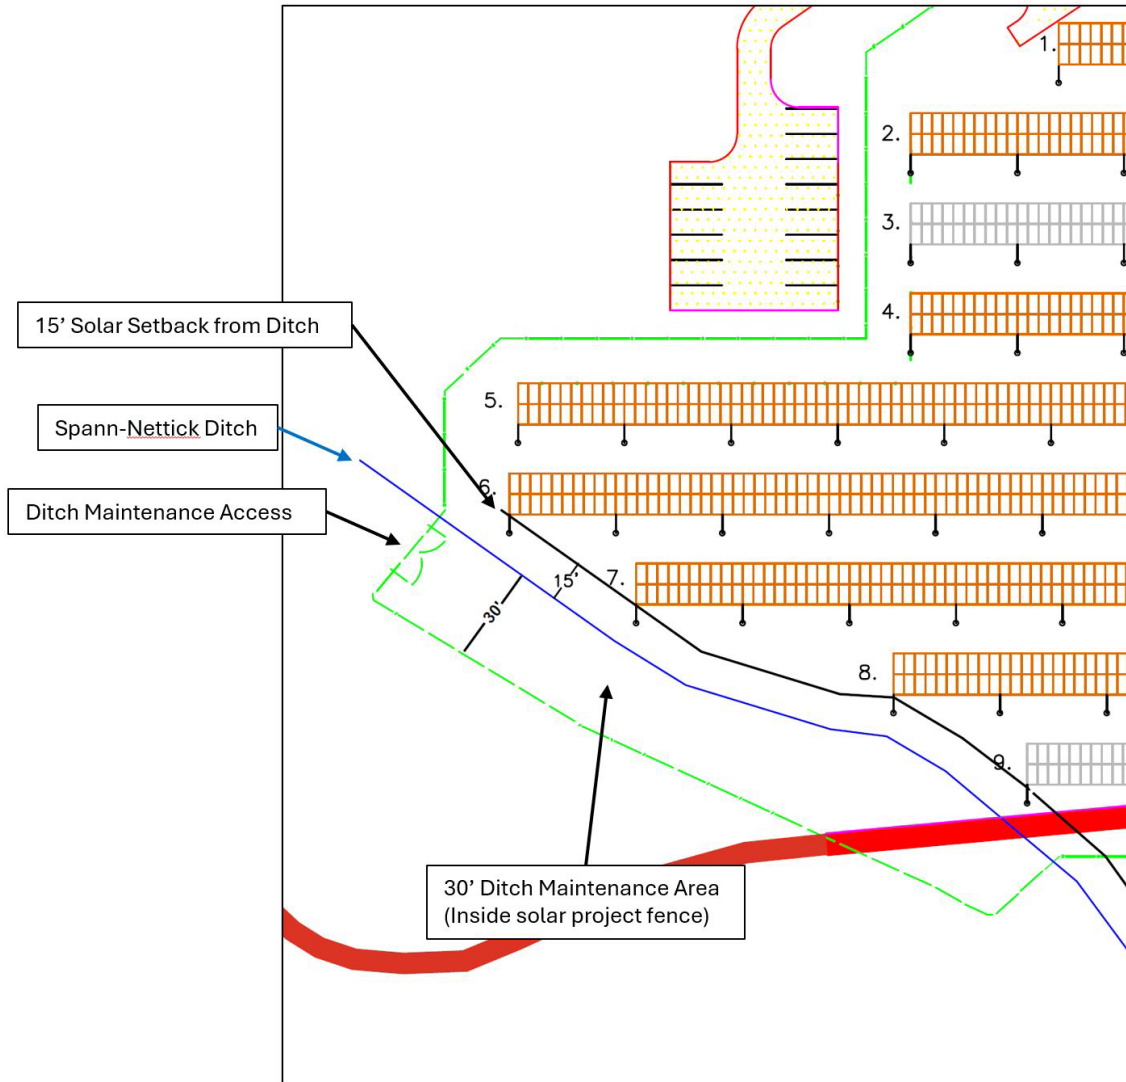 1.
2.
3.
4.
15’ Solar Setback from Ditch
5.
Spann-Nettick Ditch
6.
Ditch Maintenance Access
15'
7.
30'
8.
9.
30’ Ditch Maintenance Area
(Inside solar project fence)